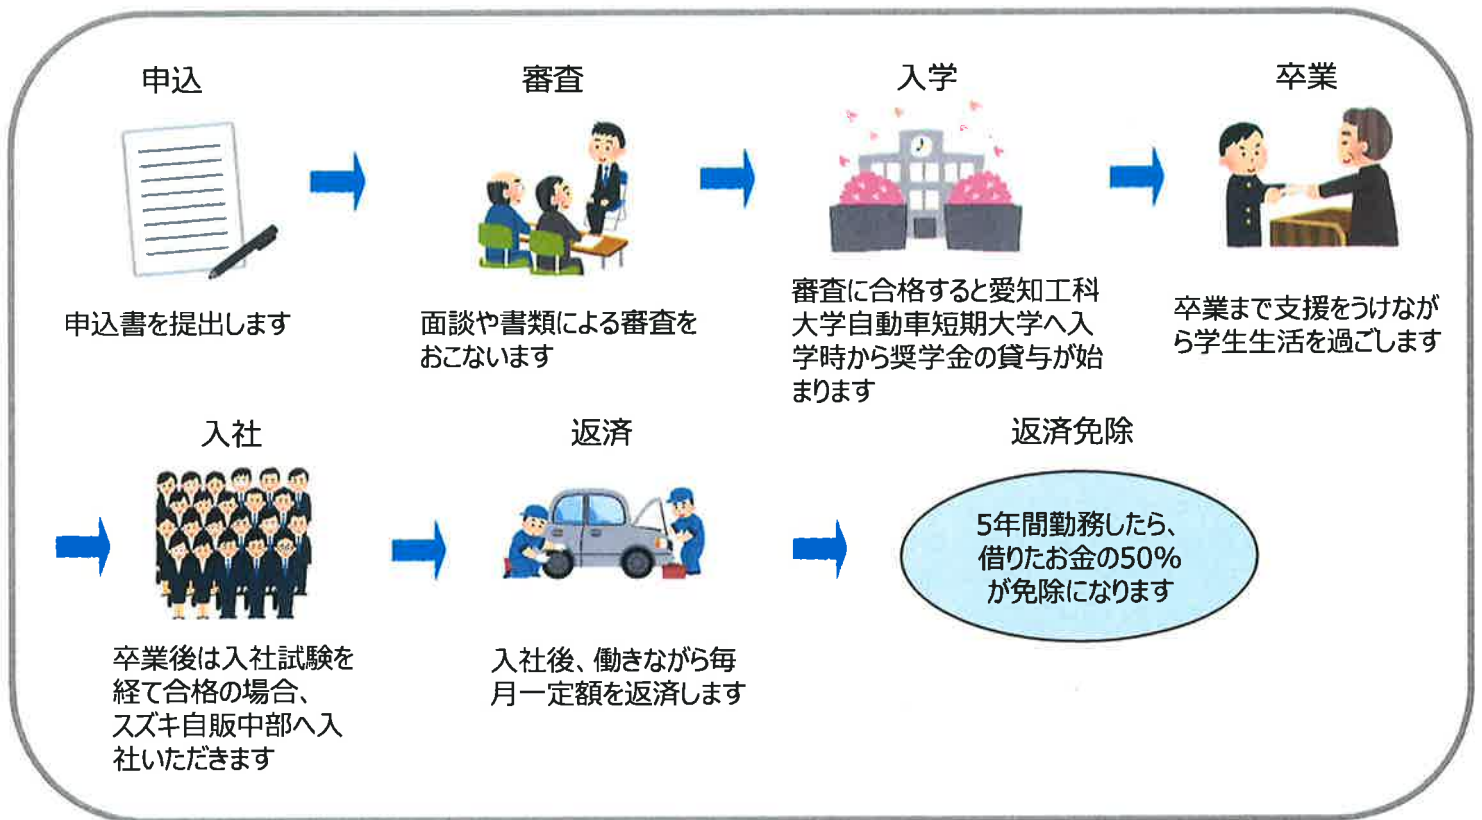 申込
審査
入学
卒業
申込書を提出します
面談や書類による審査を
おこないます
審査に合格すると愛知工科
大学自動車短期大学へ入
学時から奨学金の貸与が始
まります
卒業まで支援をうけなが
ら学生生活を過ごします
入社
返済
返済免除
卒業後は入社試験を
経て合格の場合、
スズキ自販中部へ入
社いただきます
入社後、働きながら毎
月一定額を返済します
5年間勤務したら、
借りたお金の50%
が免除になります